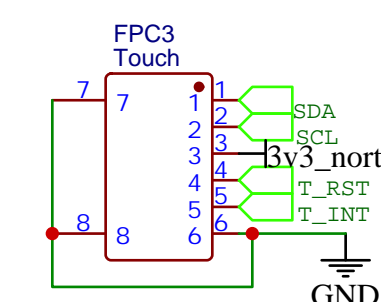 FPC3
Touch
7 7 1 1
SDA
2 2
SCL
3 3 3v3_nort
4 4 T_RST
5 5 T_INT
8 8 6 6
GND